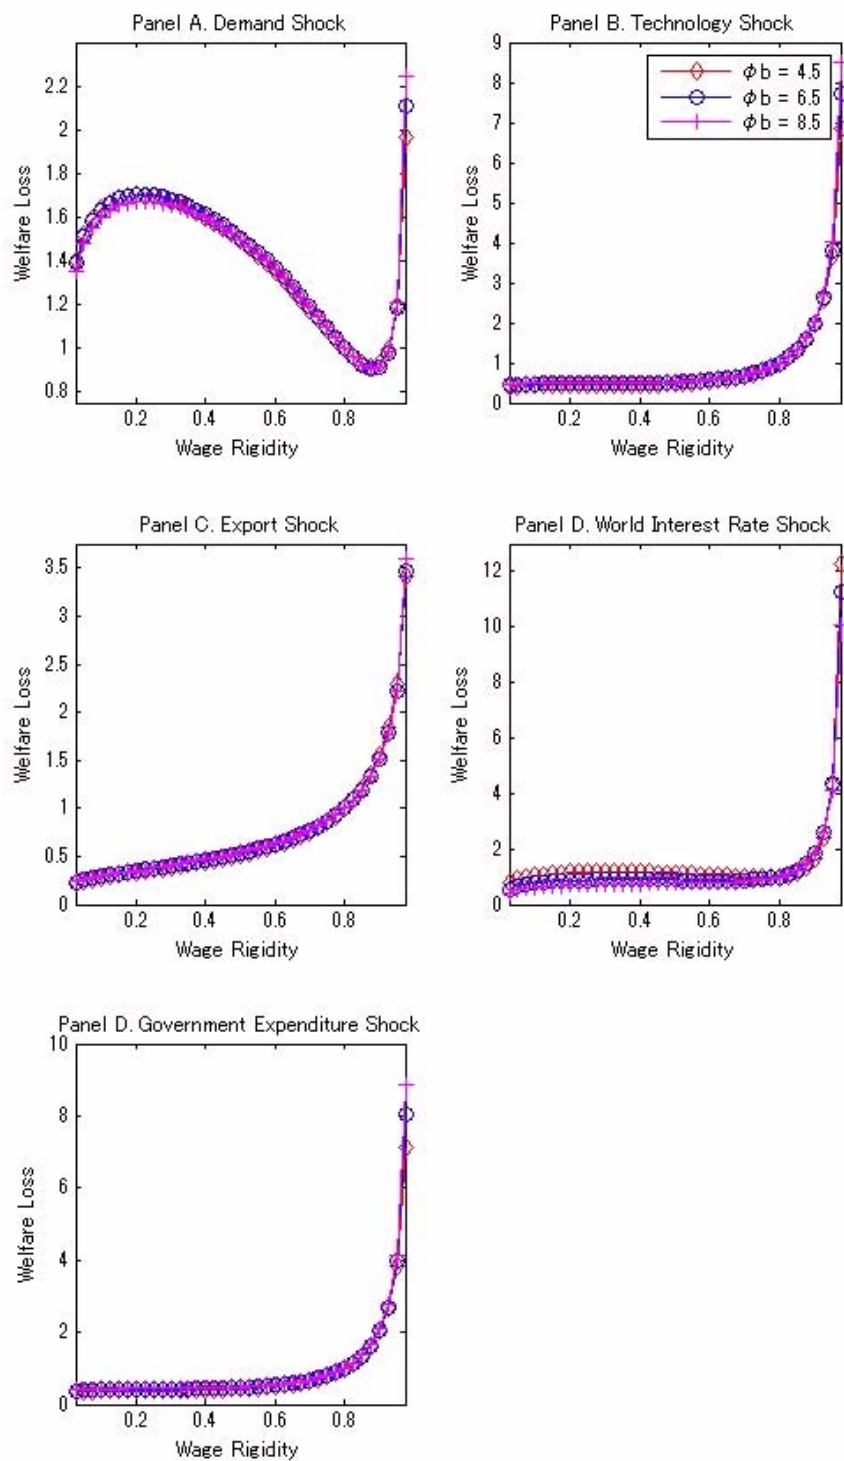 Panel A. Demand Shock
2.2
2
1.8
1.6
1.4
1.2
1
0.8
Welfare Loss
0.2 0.4 0.6 0.8
Wage Rigidity
Panel B. Technology Shock
9
8
7
6
5
4
3
2
1
0
Welfare Loss
φb = 4.5
φb = 6.5
φb = 8.5
0.2 0.4 0.6 0.8
Wage Rigidity
Panel C. Export Shock
3.5
3
2.5
2
1.5
1
0.5
0
Welfare Loss
0.2 0.4 0.6 0.8
Wage Rigidity
Panel D. World Interest Rate Shock
12
10
8
6
4
2
0
Welfare Loss
0.2 0.4 0.6 0.8
Wage Rigidity
Panel D. Government Expenditure Shock
10
8
6
4
2
0
Welfare Loss
0.2 0.4 0.6 0.8
Wage Rigidity